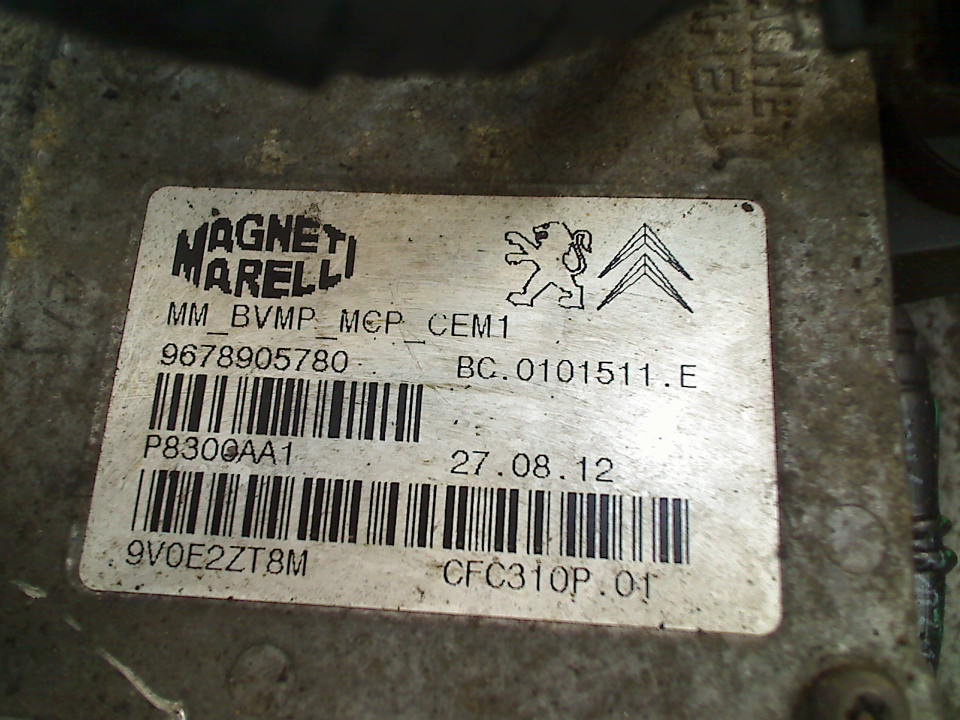 MAGNETI
MARELLI
MM_BVMP_MCP_CEM1
9678905780
BC.0101511.E
P8300AA1
27.08.12
9V0E2ZT8M
CFC310P.01